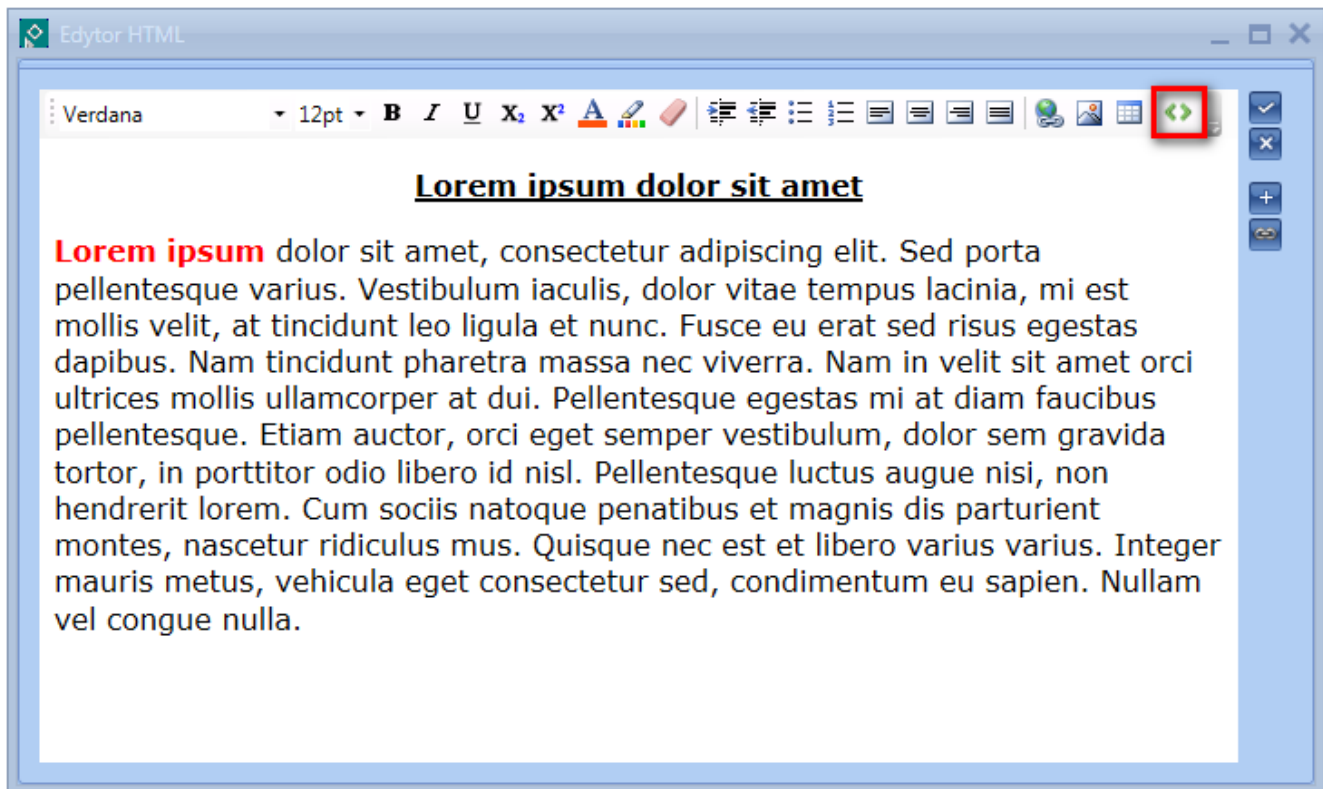 Edytor HTML
Verdana 12pt B I U X₂ X² A
Lorem ipsum dolor sit amet
Lorem ipsum dolor sit amet, consectetur adipiscing elit. Sed porta
pellentesque varius. Vestibulum iaculis, dolor vitae tempus lacinia, mi est
mollis velit, at tincidunt leo ligula et nunc. Fusce eu erat sed risus egestas
dapibus. Nam tincidunt pharetra massa nec viverra. Nam in velit sit amet orci
ultrices mollis ullamcorper at dui. Pellentesque egestas mi at diam faucibus
pellentesque. Etiam auctor, orci eget semper vestibulum, dolor sem gravida
tortor, in porttitor odio libero id nisl. Pellentesque luctus augue nisi, non
hendrerit lorem. Cum sociis natoque penatibus et magnis dis parturient
montes, nascetur ridiculus mus. Quisque nec est et libero varius varius. Integer
mauris metus, vehicula eget consectetur sed, condimentum eu sapien. Nullam
vel congue nulla.